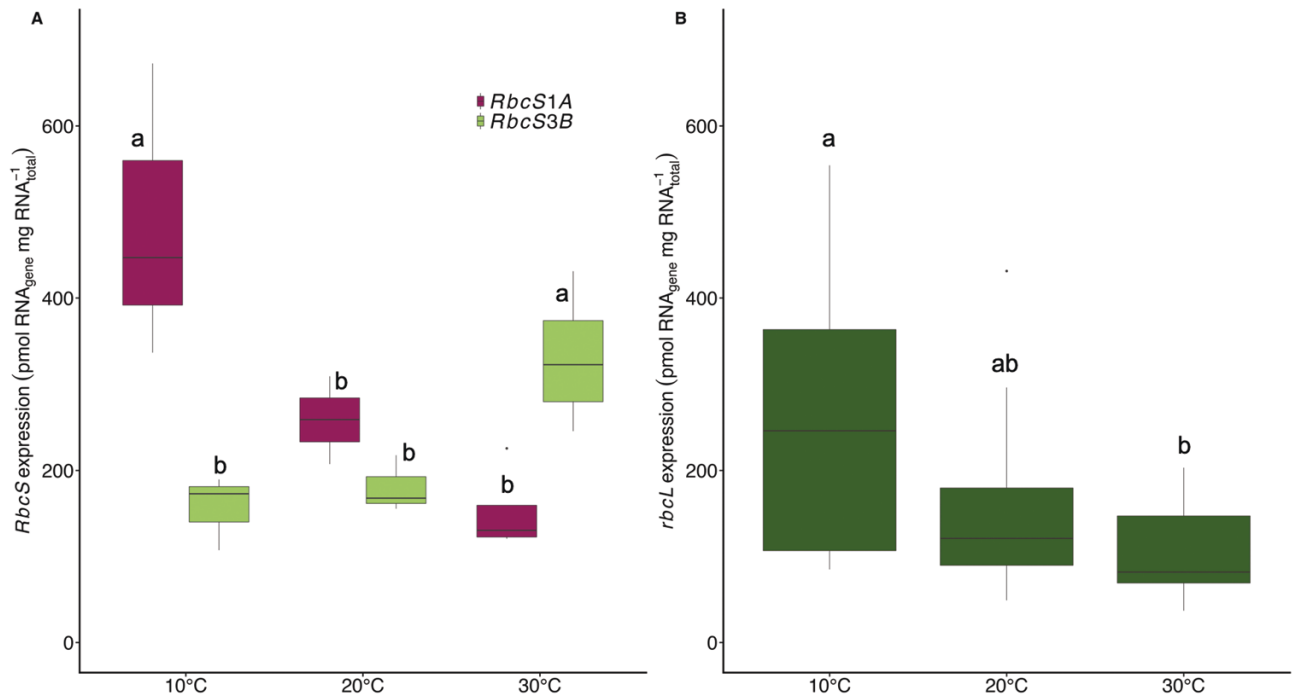 A
RbcS1A
RbcS3B
RbcS expression (pmol RNAgene mg RNA−1total)
600
400
200
0
a
b
b
b
b
a
10°C
20°C
30°C
B
rbcL expression (pmol RNAgene mg RNA−1total)
600
400
200
0
a
ab
b
10°C
20°C
30°C